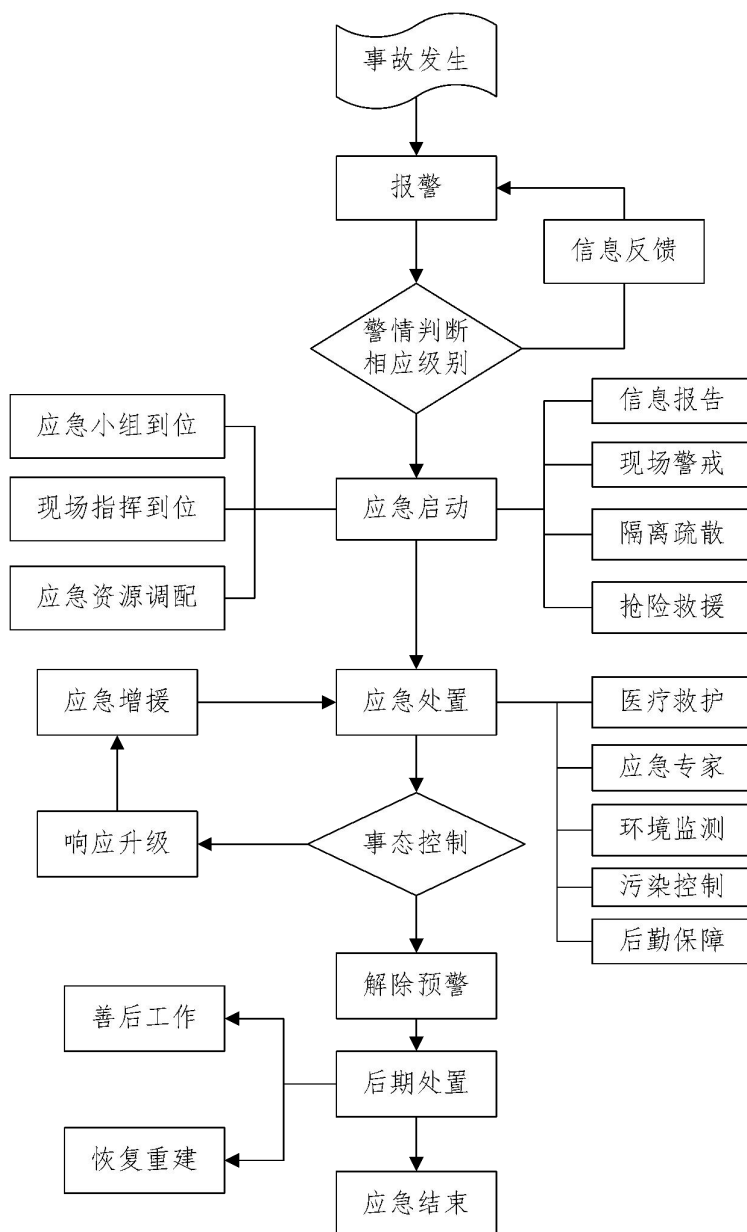 事故发生
报警
信息反馈
警情判断
相应级别
信息报告
应急小组到位
现场警戒
现场指挥到位
应急启动
隔离疏散
应急资源调配
抢险救援
应急增援
应急处置
医疗救护
应急专家
响应升级
事态控制
环境监测
污染控制
后勤保障
解除预警
善后工作
后期处置
恢复重建
应急结束